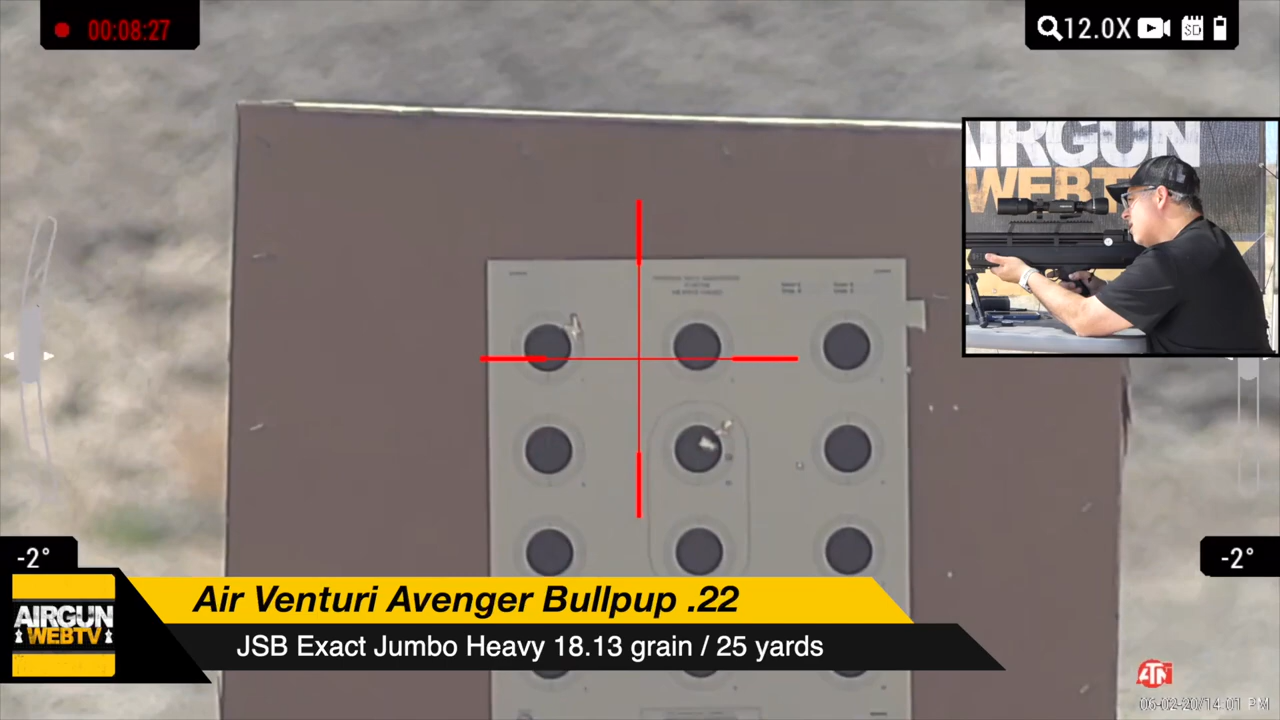 00:08:27
12.0X
SD
AIRGUN
WEBTV
-2°
-2°
Air Venturi Avenger Bullpup .22
AIRGUN
WEBTV
JSB Exact Jumbo Heavy 18.13 grain / 25 yards
ATN